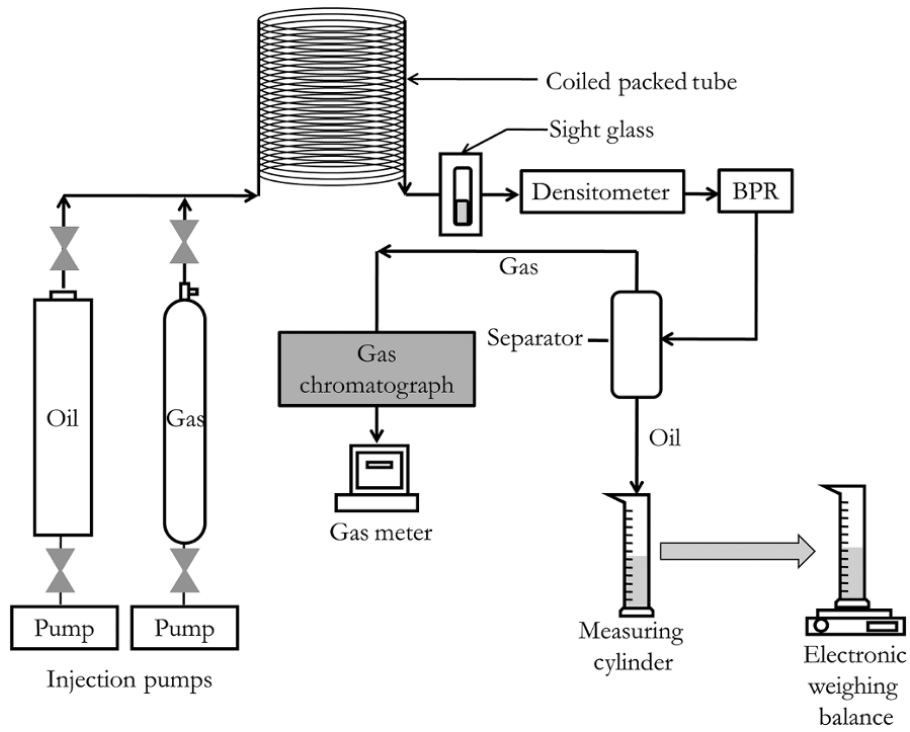 Coiled packed tube
Sight glass
Densitometer
BPR
Gas
Separator
Gas
chromatograph
Oil
Gas
Oil
Gas meter
Pump
Pump
Injection pumps
Measuring
cylinder
Electronic
weighing
balance